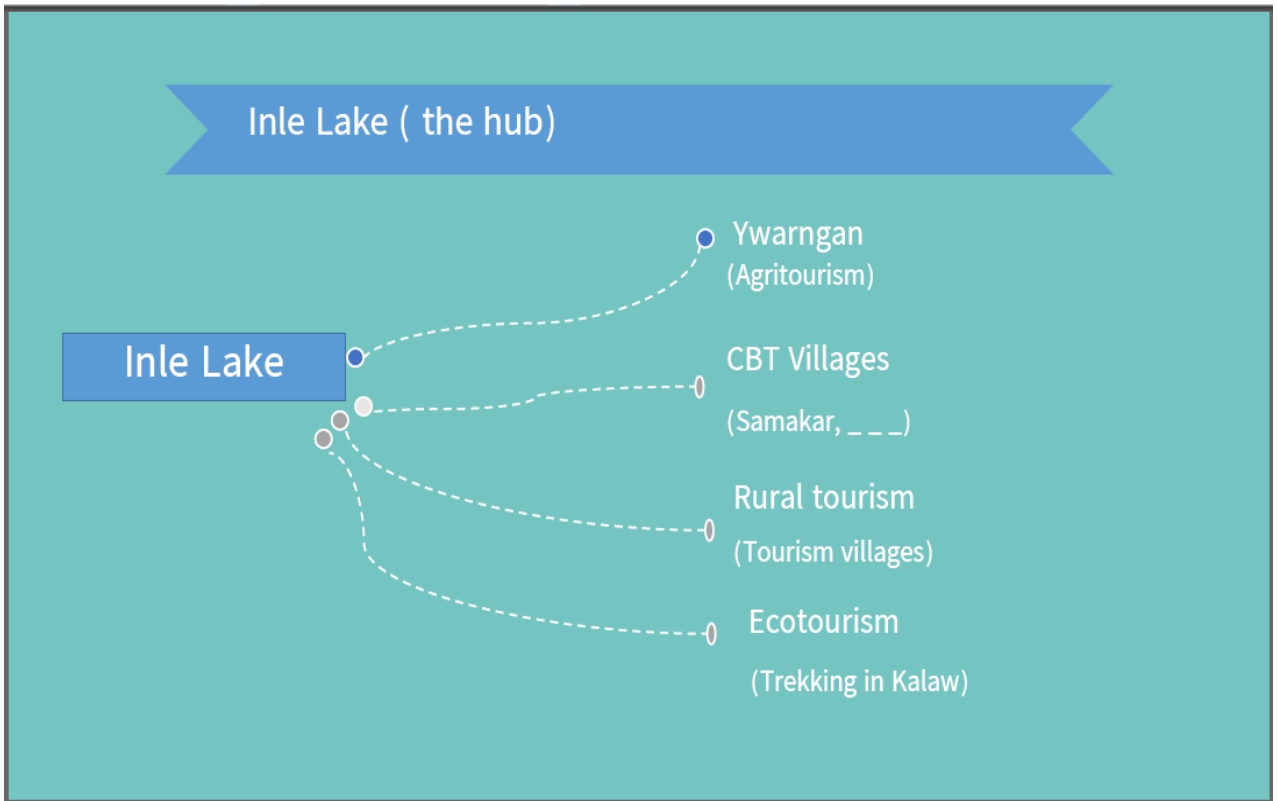 Inle Lake ( the hub)
Ywarngan
(Agritourism)
Inle Lake
CBT Villages
(Samakar, _ _ _)
Rural tourism
(Tourism villages)
Ecotourism
(Trekking in Kalaw)